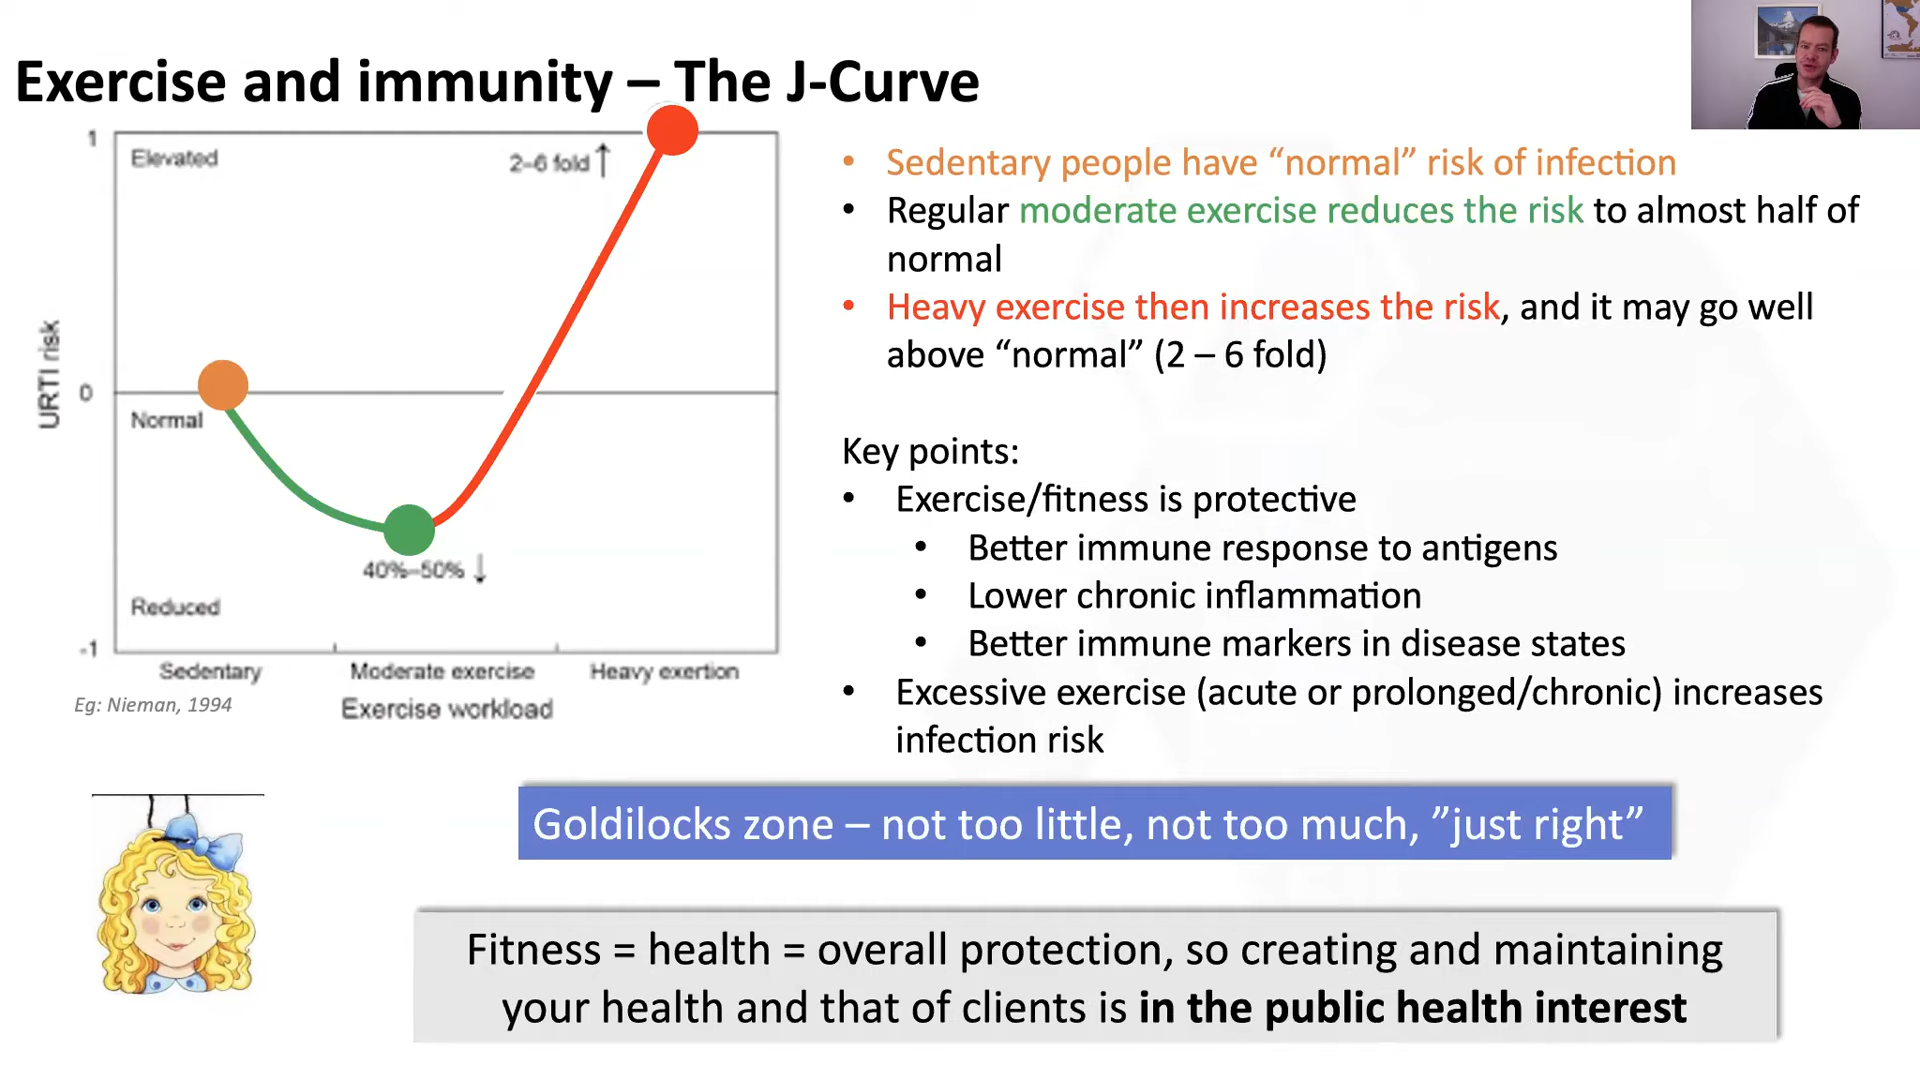 Exercise and immunity – The J-Curve
1
Elevated
2–6 fold ↑
URTI risk
0
Normal
40%–50% ↓
Reduced
-1
Sedentary
Moderate exercise
Heavy exertion
Eg: Nieman, 1994
Exercise workload
• Sedentary people have “normal” risk of infection
• Regular moderate exercise reduces the risk to almost half of
normal
• Heavy exercise then increases the risk, and it may go well
above “normal” (2 – 6 fold)
Key points:
• Exercise/fitness is protective
• Better immune response to antigens
• Lower chronic inflammation
• Better immune markers in disease states
• Excessive exercise (acute or prolonged/chronic) increases
infection risk
Goldilocks zone – not too little, not too much, ”just right”
Fitness = health = overall protection, so creating and maintaining
your health and that of clients is in the public health interest